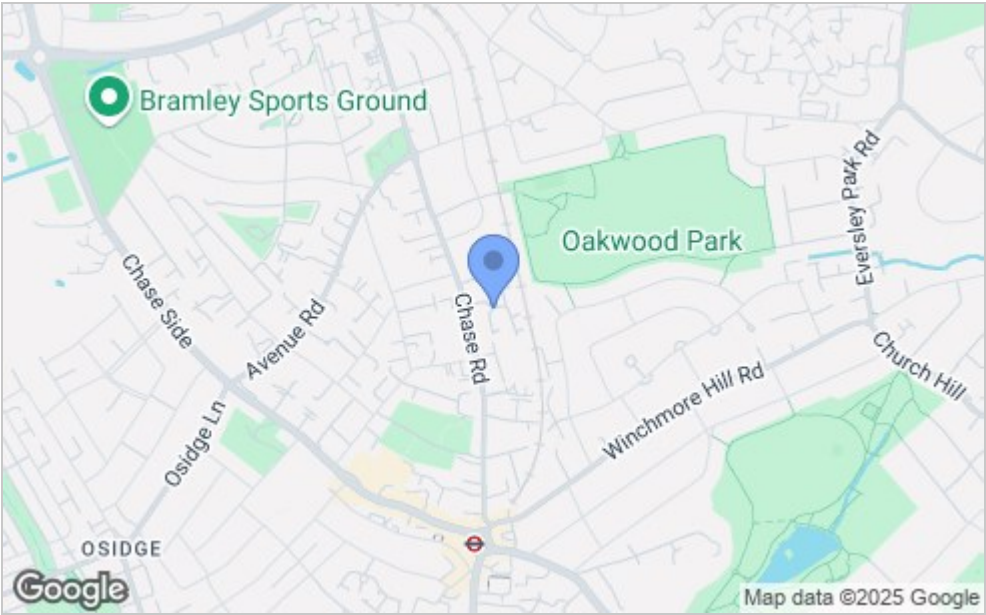 Bramley Sports Ground
Oakwood Park
Eversley Park Rd
Chase Side
Avenue Rd
Chase Rd
Church Hill
Winchmore Hill Rd
Osidge Ln
OSIDGE
Google
Map data ©2025 Google